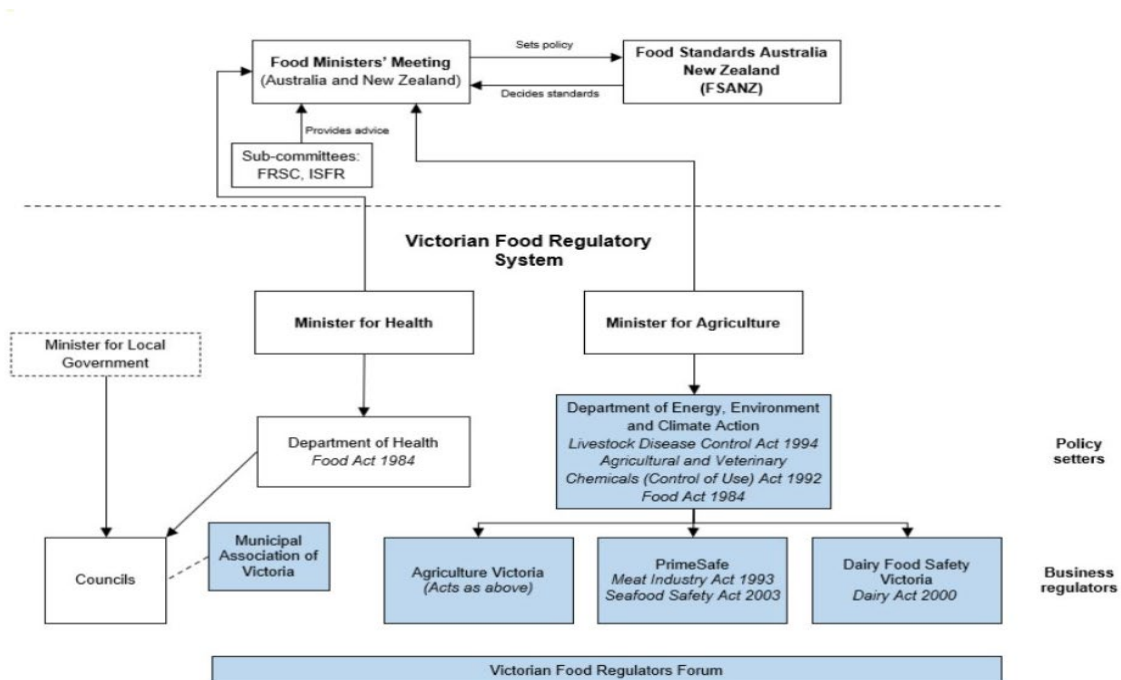 Food Ministers' Meeting
(Australia and New Zealand)
Sets policy
Decides standards
Food Standards Australia
New Zealand
(FSANZ)
Provides advice
Sub-committees:
FRSC, ISFR
Victorian Food Regulatory
System
Minister for Health
Minister for Agriculture
Minister for Local
Government
Department of Health
Food Act 1984
Department of Energy, Environment
and Climate Action
Livestock Disease Control Act 1994
Agricultural and Veterinary
Chemicals (Control of Use) Act 1992
Food Act 1984
Policy
setters
Councils
Municipal
Association of
Victoria
Agriculture Victoria
(Acts as above)
PrimeSafe
Meat Industry Act 1993
Seafood Safety Act 2003
Dairy Food Safety
Victoria
Dairy Act 2000
Business
regulators
Victorian Food Regulators Forum